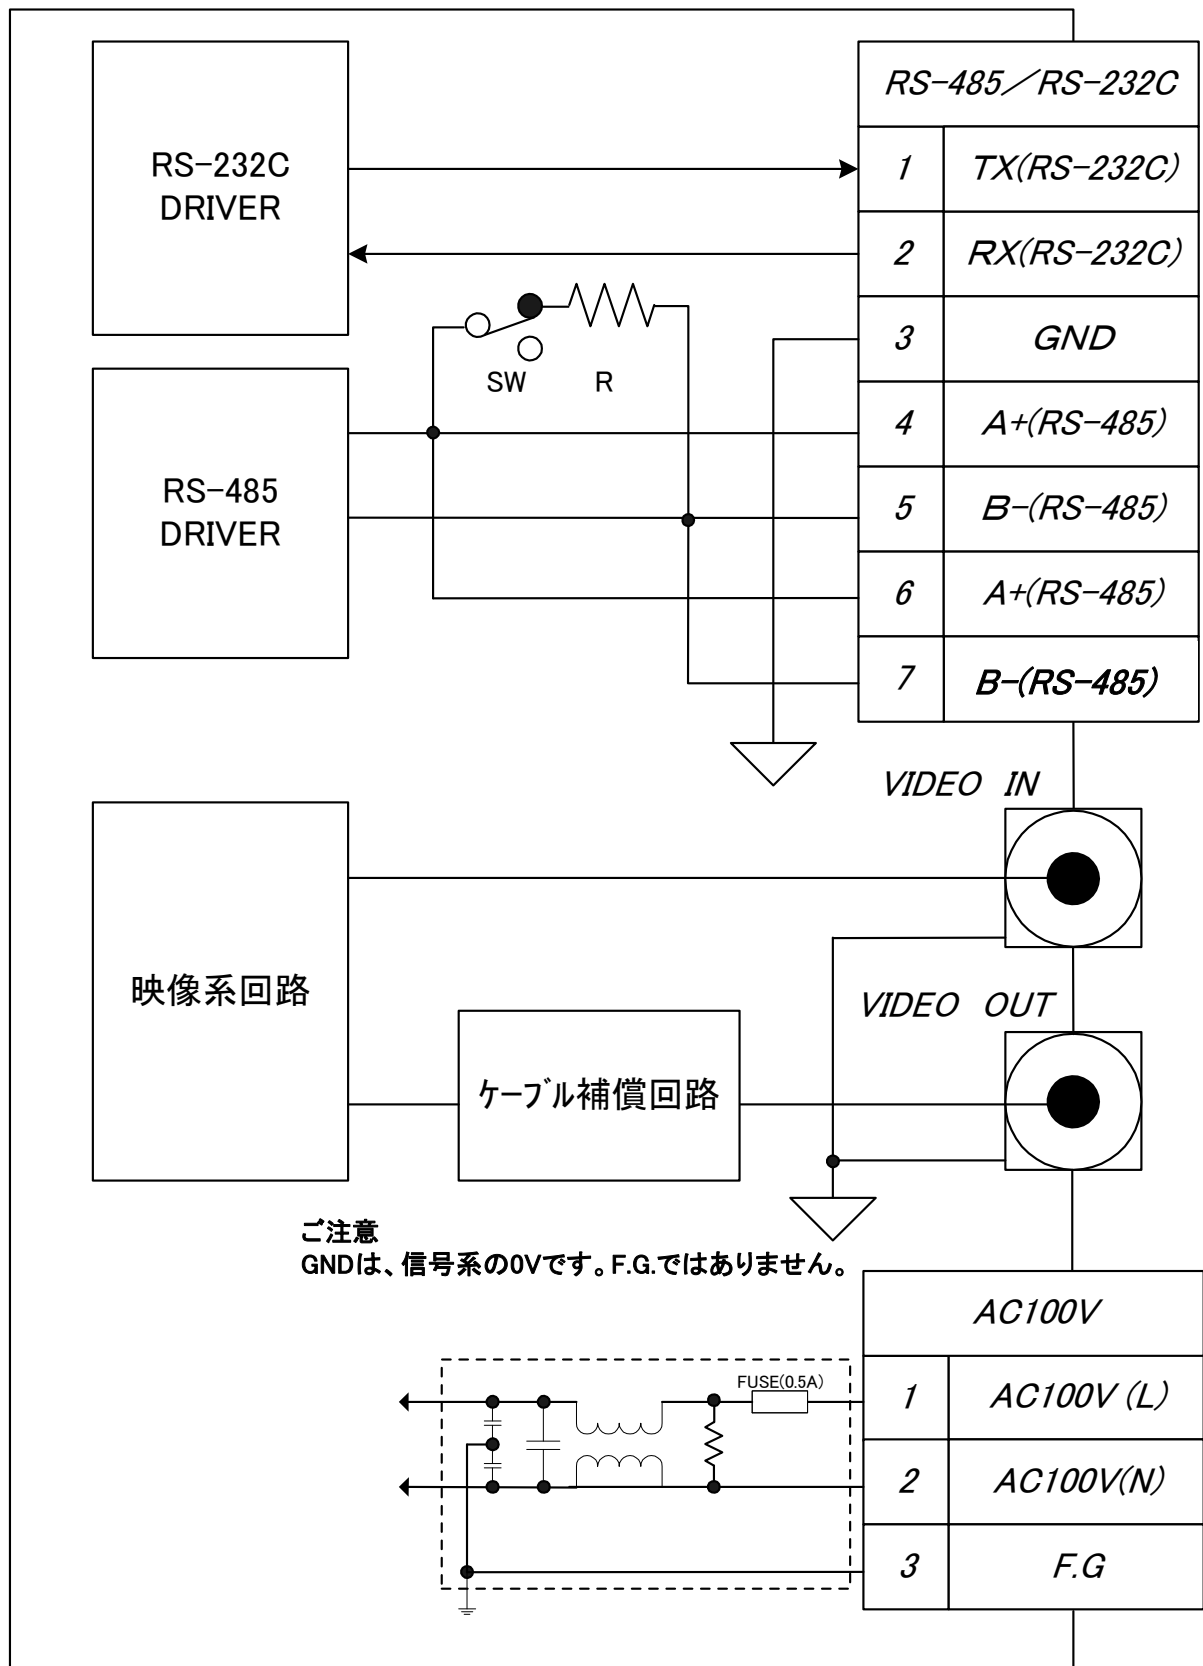 RS-485／RS-232C
RS-232C
DRIVER
1 TX(RS-232C)
2 RX(RS-232C)
3 GND
SW R
4 A+(RS-485)
RS-485
DRIVER
5 B-(RS-485)
6 A+(RS-485)
7 B-(RS-485)
VIDEO IN
映像系回路
VIDEO OUT
ケーブル補償回路
ご注意
GNDは、信号系の0Vです。F.G.ではありません。
AC100V
FUSE(0.5A)
1 AC100V (L)
2 AC100V(N)
3 F.G